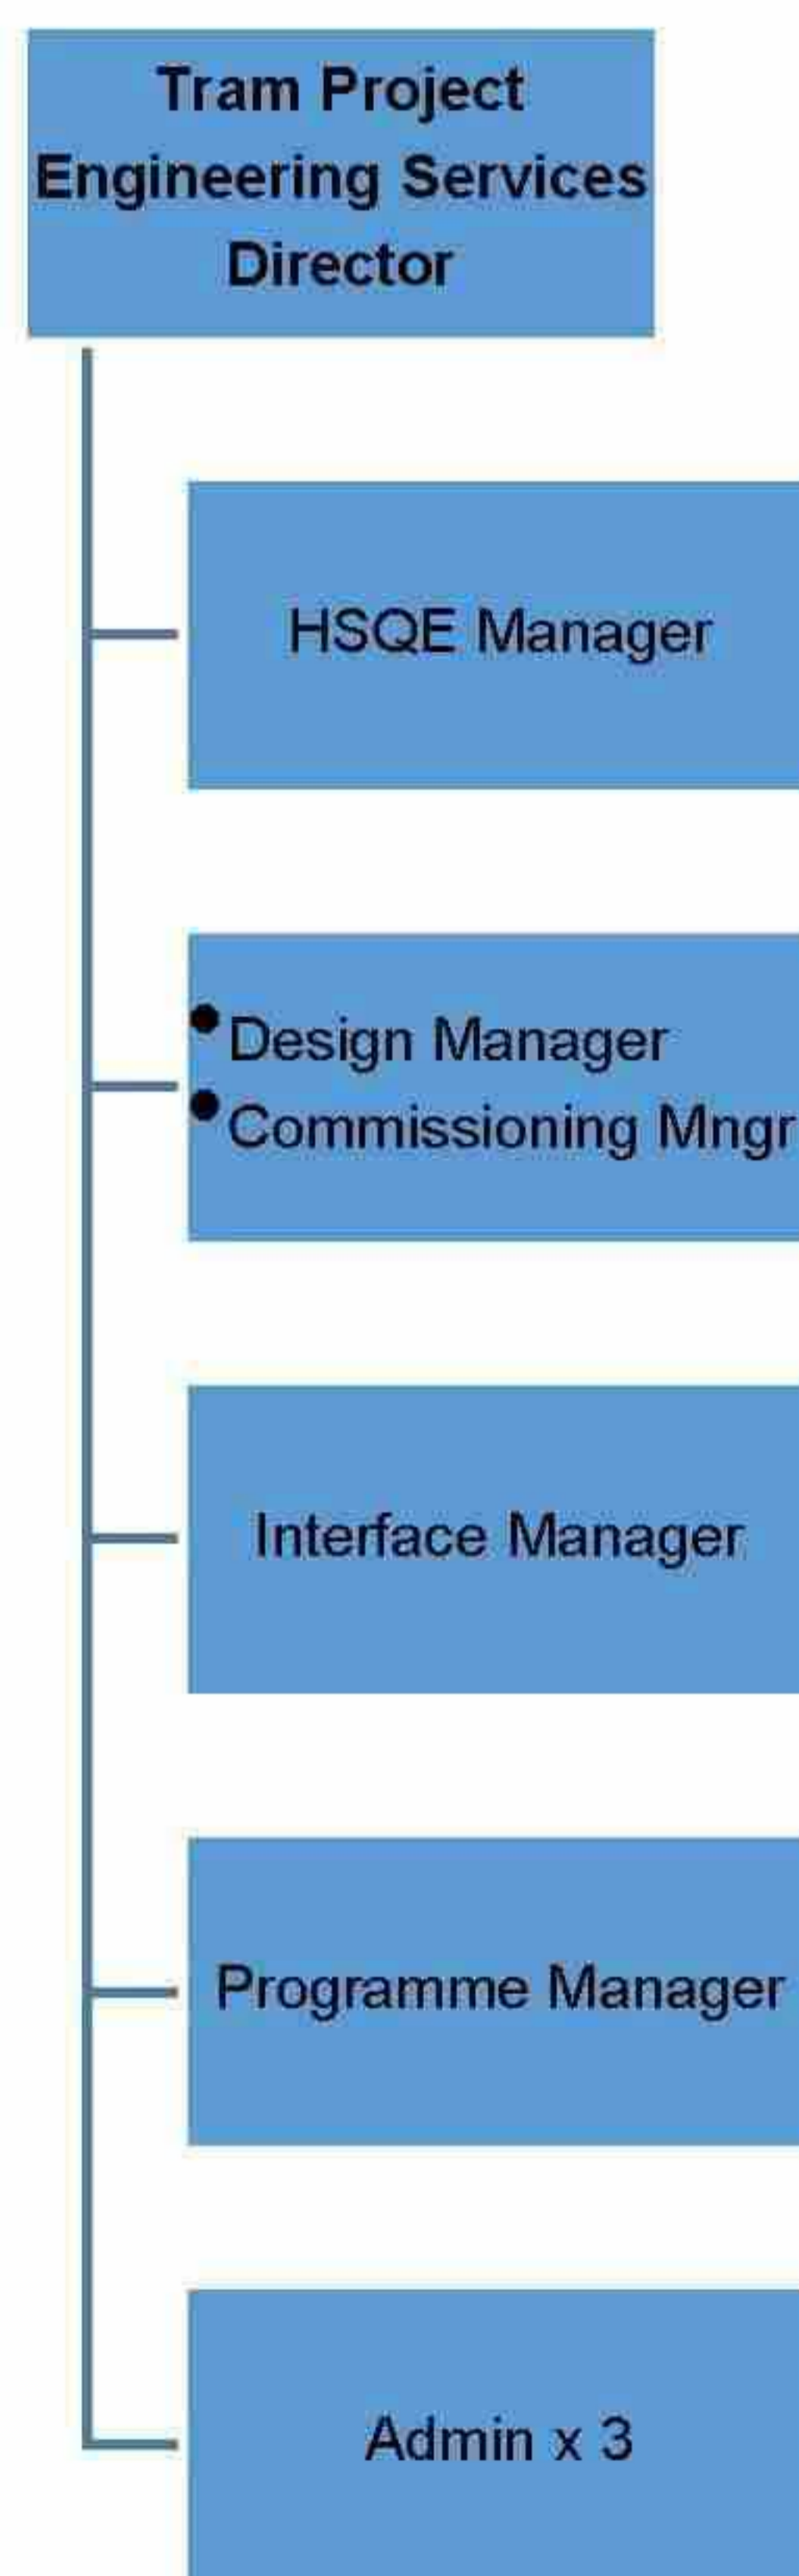 Tram Project
Engineering Services
Director
HSQE Manager
• Design Manager
• Commissioning Mngr
Interface Manager
Programme Manager
Admin x 3